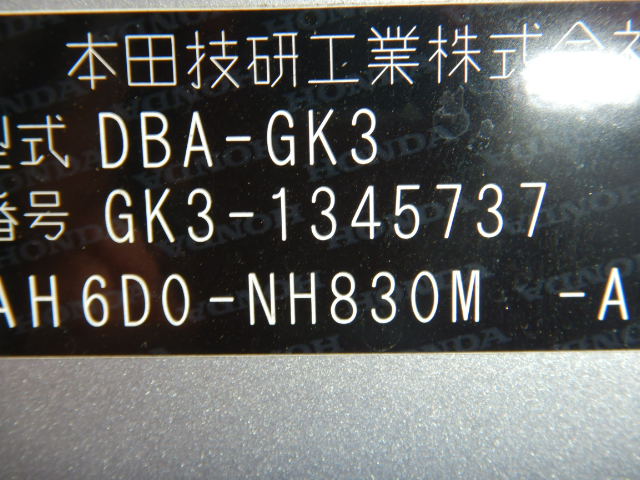 本田技研工業株式会社
型式 DBA-GK3
番号 GK3-1345737
AH6D0-NH830M -A